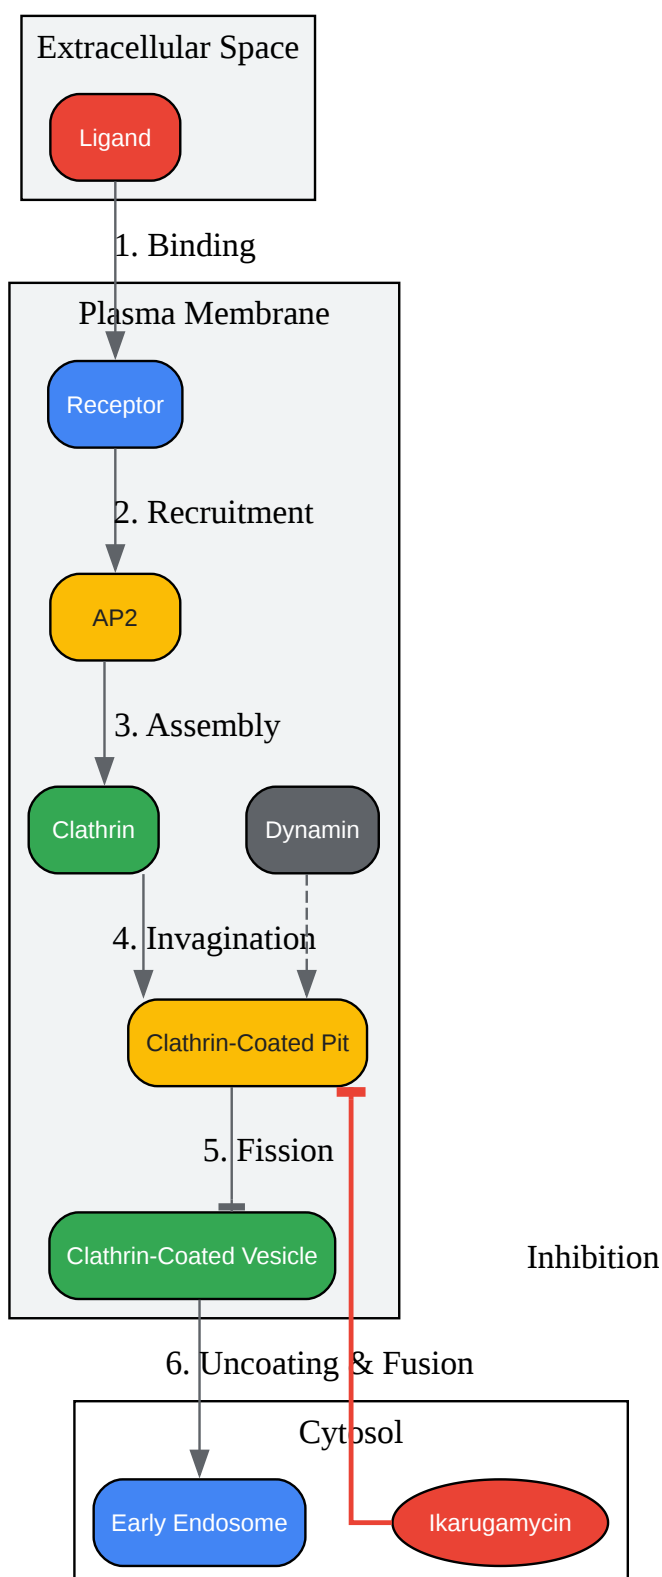 Extracellular Space
Ligand
1. Binding
Plasma Membrane
Receptor
2. Recruitment
AP2
3. Assembly
Clathrin
Dynamin
4. Invagination
Clathrin-Coated Pit
5. Fission
Clathrin-Coated Vesicle
Inhibition
6. Uncoating & Fusion
Cytosol
Early Endosome
Ikarugamycin